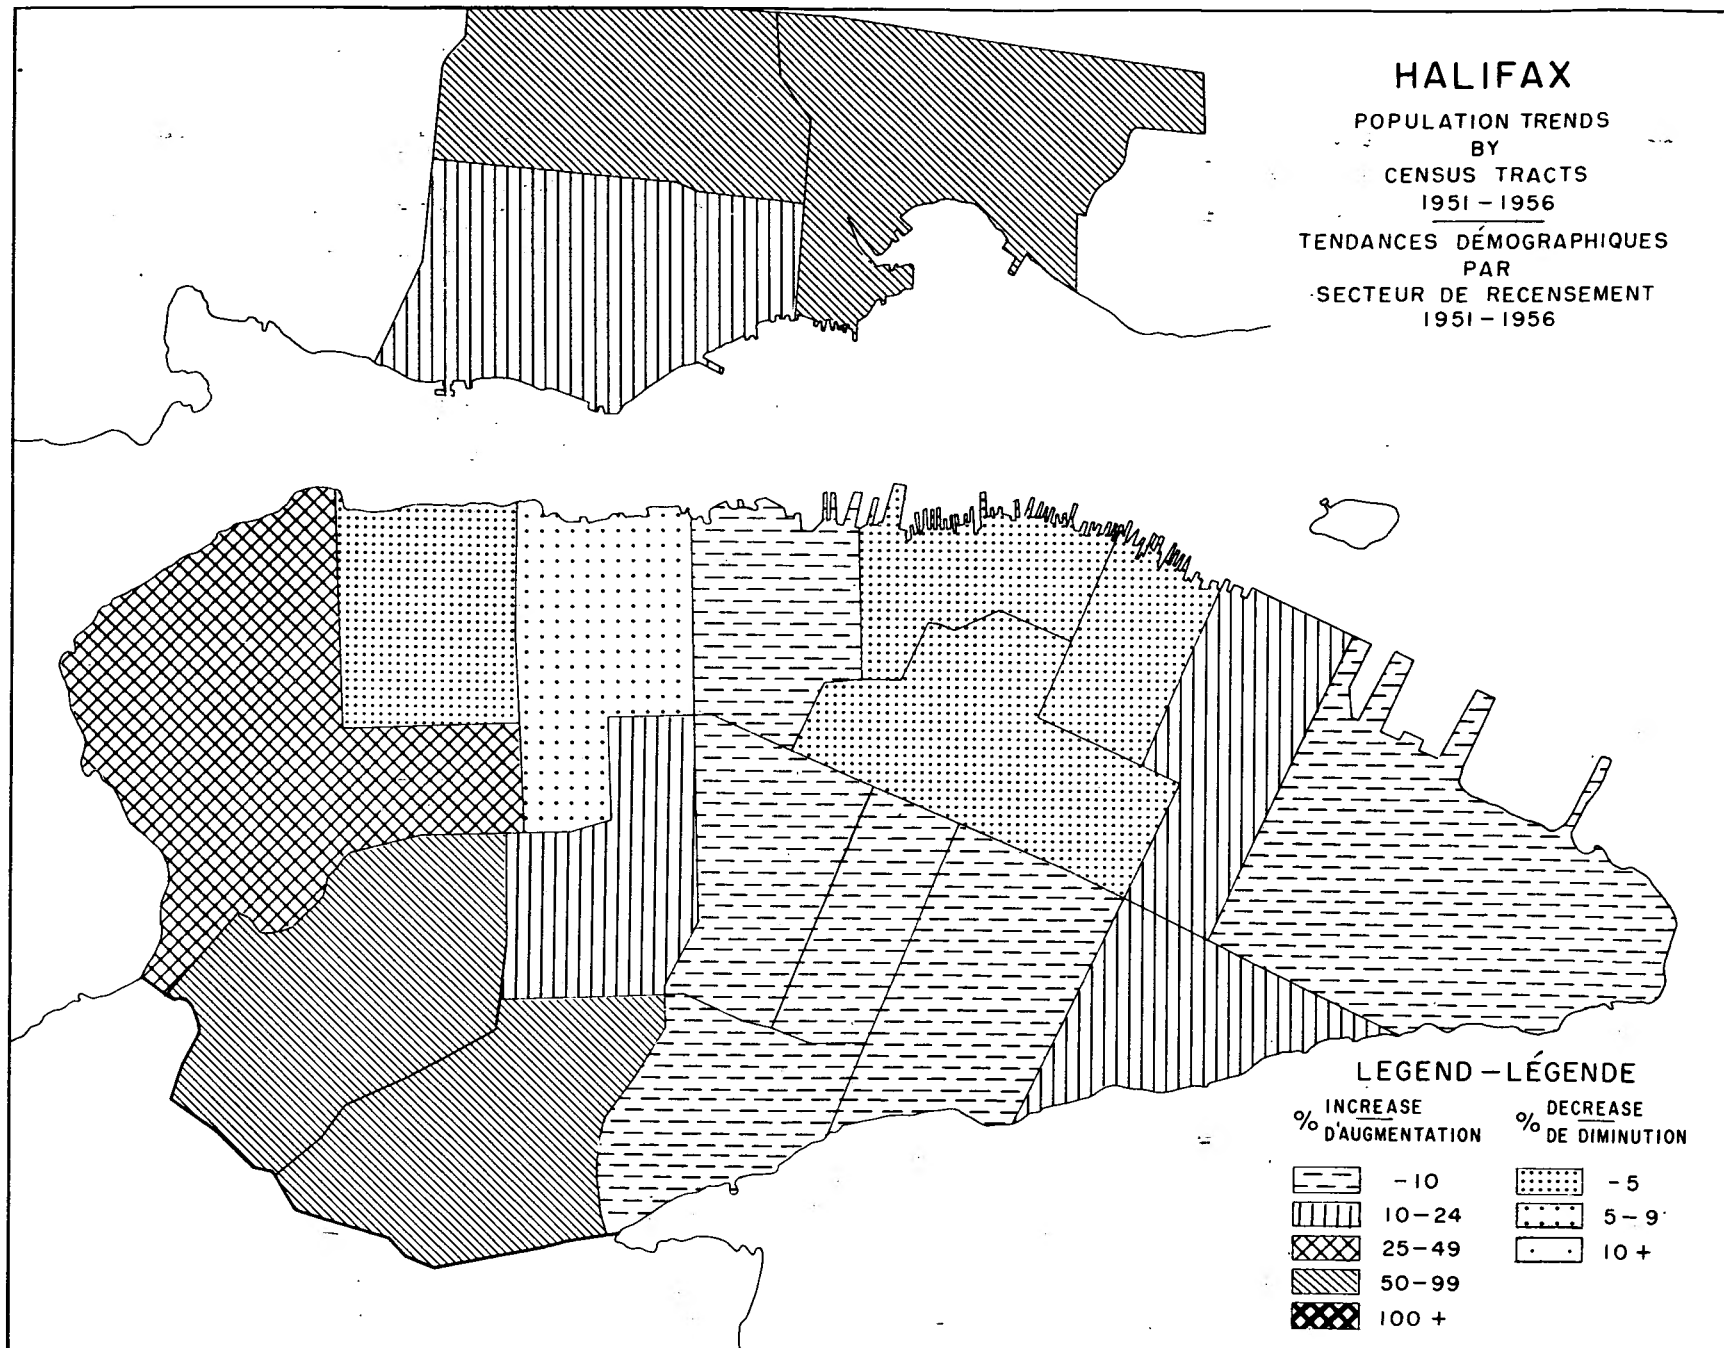 HALIFAX
POPULATION TRENDS
BY
CENSUS TRACTS
1951-1956
TENDANCES DÉMOGRAPHIQUES
PAR
SECTEUR DE RECENSEMENT
1951-1956
LEGEND-LÉGENDE
% INCREASE
D'AUGMENTATION
-10
10-24
25-49
50-99
100+
% DECREASE
DE DIMINUTION
-5
5-9
10+